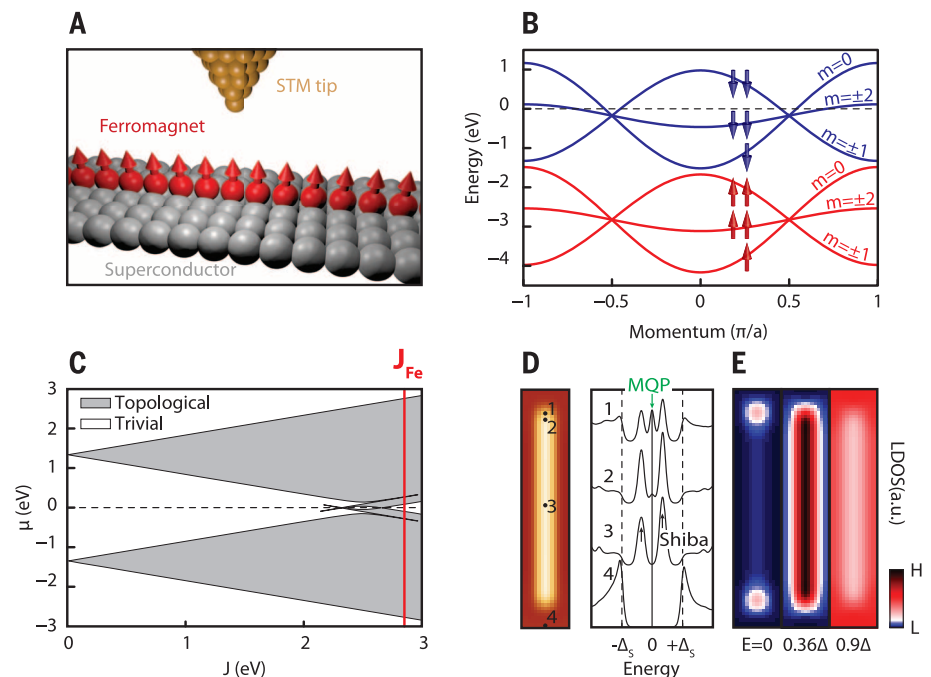 A
STM tip
Ferromagnet
Superconductor
B
Energy (eV)
1
0
−1
−2
−3
−4
m=0
m=±2
m=±1
m=0
m=±2
m=±1
−1
−0.5
0
0.5
1
Momentum (π/a)
C
J_Fe
Topological
Trivial
μ (eV)
3
2
1
0
−1
−2
−3
0
1
2
3
J (eV)
D
1
2
3
4
MQP
1
2
3
Shiba
4
-Δ_S 0 +Δ_S
Energy
E
E=0 0.36Δ 0.9Δ
LDOS(a.u.)
H
L